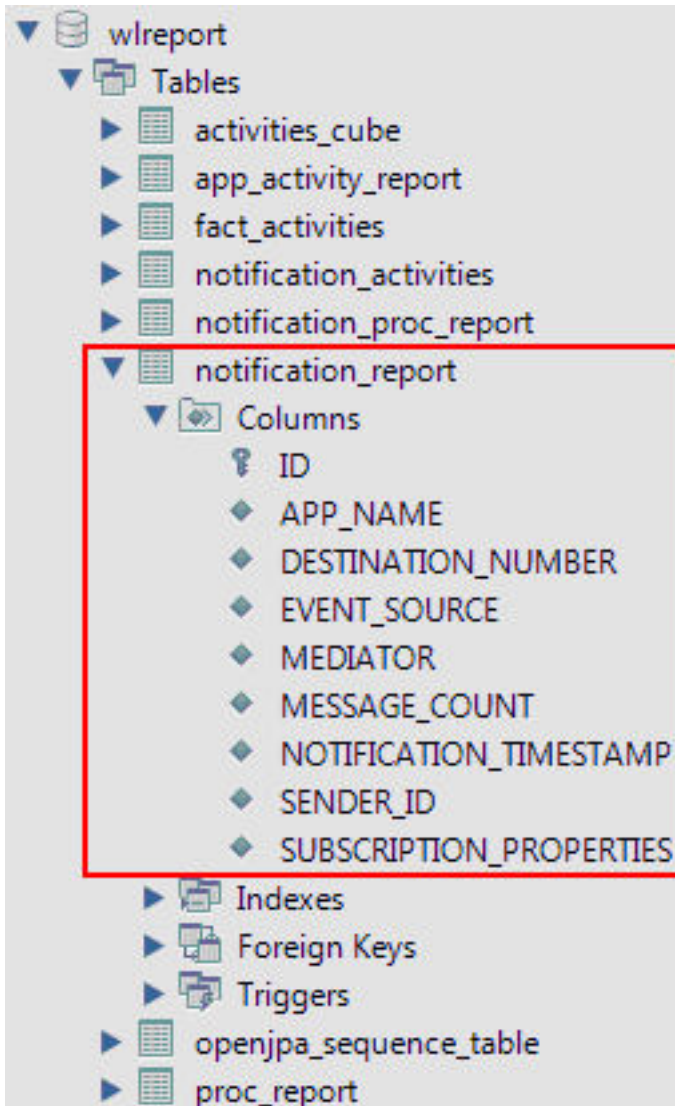 wlreport
Tables
activities_cube
app_activity_report
fact_activities
notification_activities
notification_proc_report
notification_report
Columns
ID
APP_NAME
DESTINATION_NUMBER
EVENT_SOURCE
MEDIATOR
MESSAGE_COUNT
NOTIFICATION_TIMESTAMP
SENDER_ID
SUBSCRIPTION_PROPERTIES
Indexes
Foreign Keys
Triggers
openjpa_sequence_table
proc_report